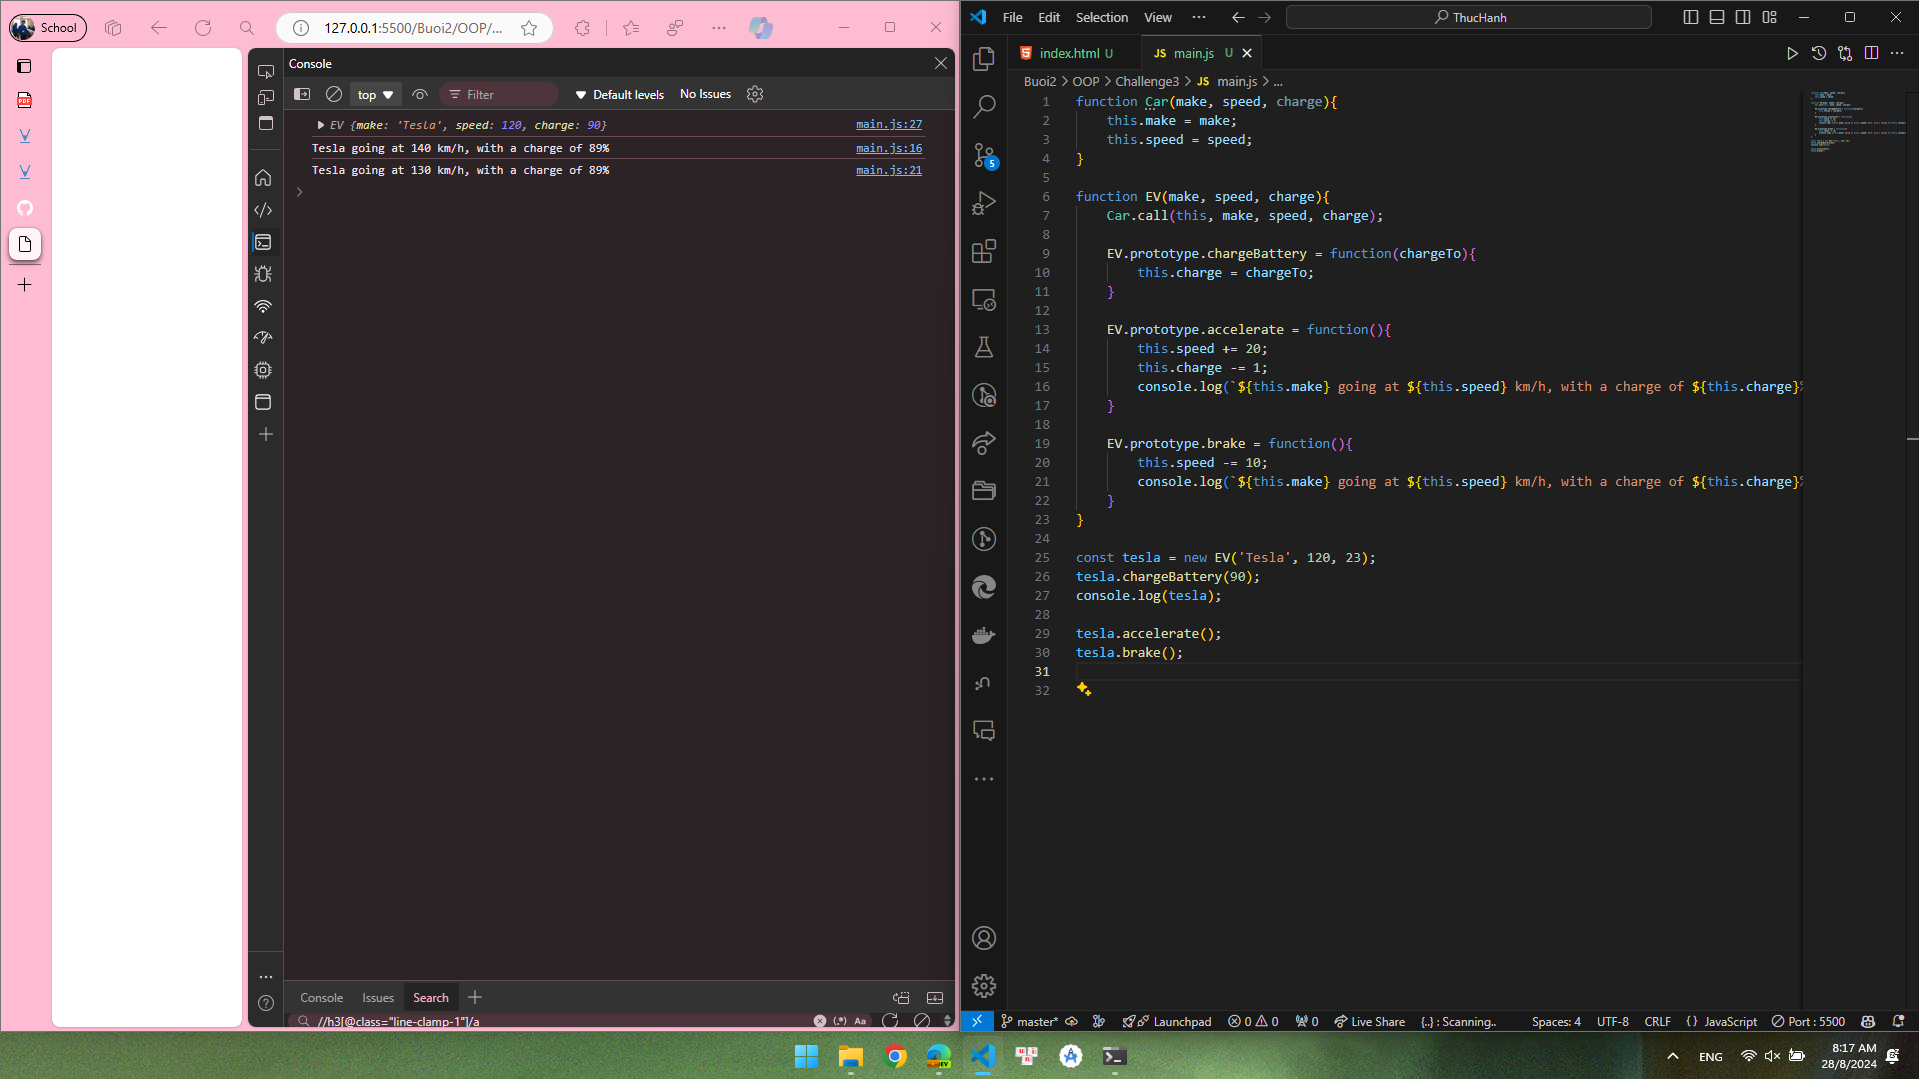 School
127.0.0.1:5500/Buoi2/OOP/...
Console
top
Filter
Default levels
No Issues
EV {make: 'Tesla', speed: 120, charge: 90}
main.js:27
Tesla going at 140 km/h, with a charge of 89%
main.js:16
Tesla going at 130 km/h, with a charge of 89%
main.js:21
Console
Issues
Search
//h3[@class="line-clamp-1"]/a
(.*)
Aa
File
Edit
Selection
View
ThucHanh
index.html U
JS main.js U
Buoi2 > OOP > Challenge3 > JS main.js > ...
1 function Car(make, speed, charge){
2 this.make = make;
3 this.speed = speed;
4 }
5
6 function EV(make, speed, charge){
7 Car.call(this, make, speed, charge);
8
9 EV.prototype.chargeBattery = function(chargeTo){
10 this.charge = chargeTo;
11 }
12
13 EV.prototype.accelerate = function(){
14 this.speed += 20;
15 this.charge -= 1;
16 console.log(`${this.make} going at ${this.speed} km/h, with a charge of ${this.charge}%
17 }
18
19 EV.prototype.brake = function(){
20 this.speed -= 10;
21 console.log(`${this.make} going at ${this.speed} km/h, with a charge of ${this.charge}%
22 }
23 }
24
25 const tesla = new EV('Tesla', 120, 23);
26 tesla.chargeBattery(90);
27 console.log(tesla);
28
29 tesla.accelerate();
30 tesla.brake();
31
32
5
master*
Launchpad
0
0
0
Live Share
{..} : Scanning..
Spaces: 4
UTF-8
CRLF
{} JavaScript
Port : 5500
PDF
DEV
ENG
8:17 AM
28/8/2024